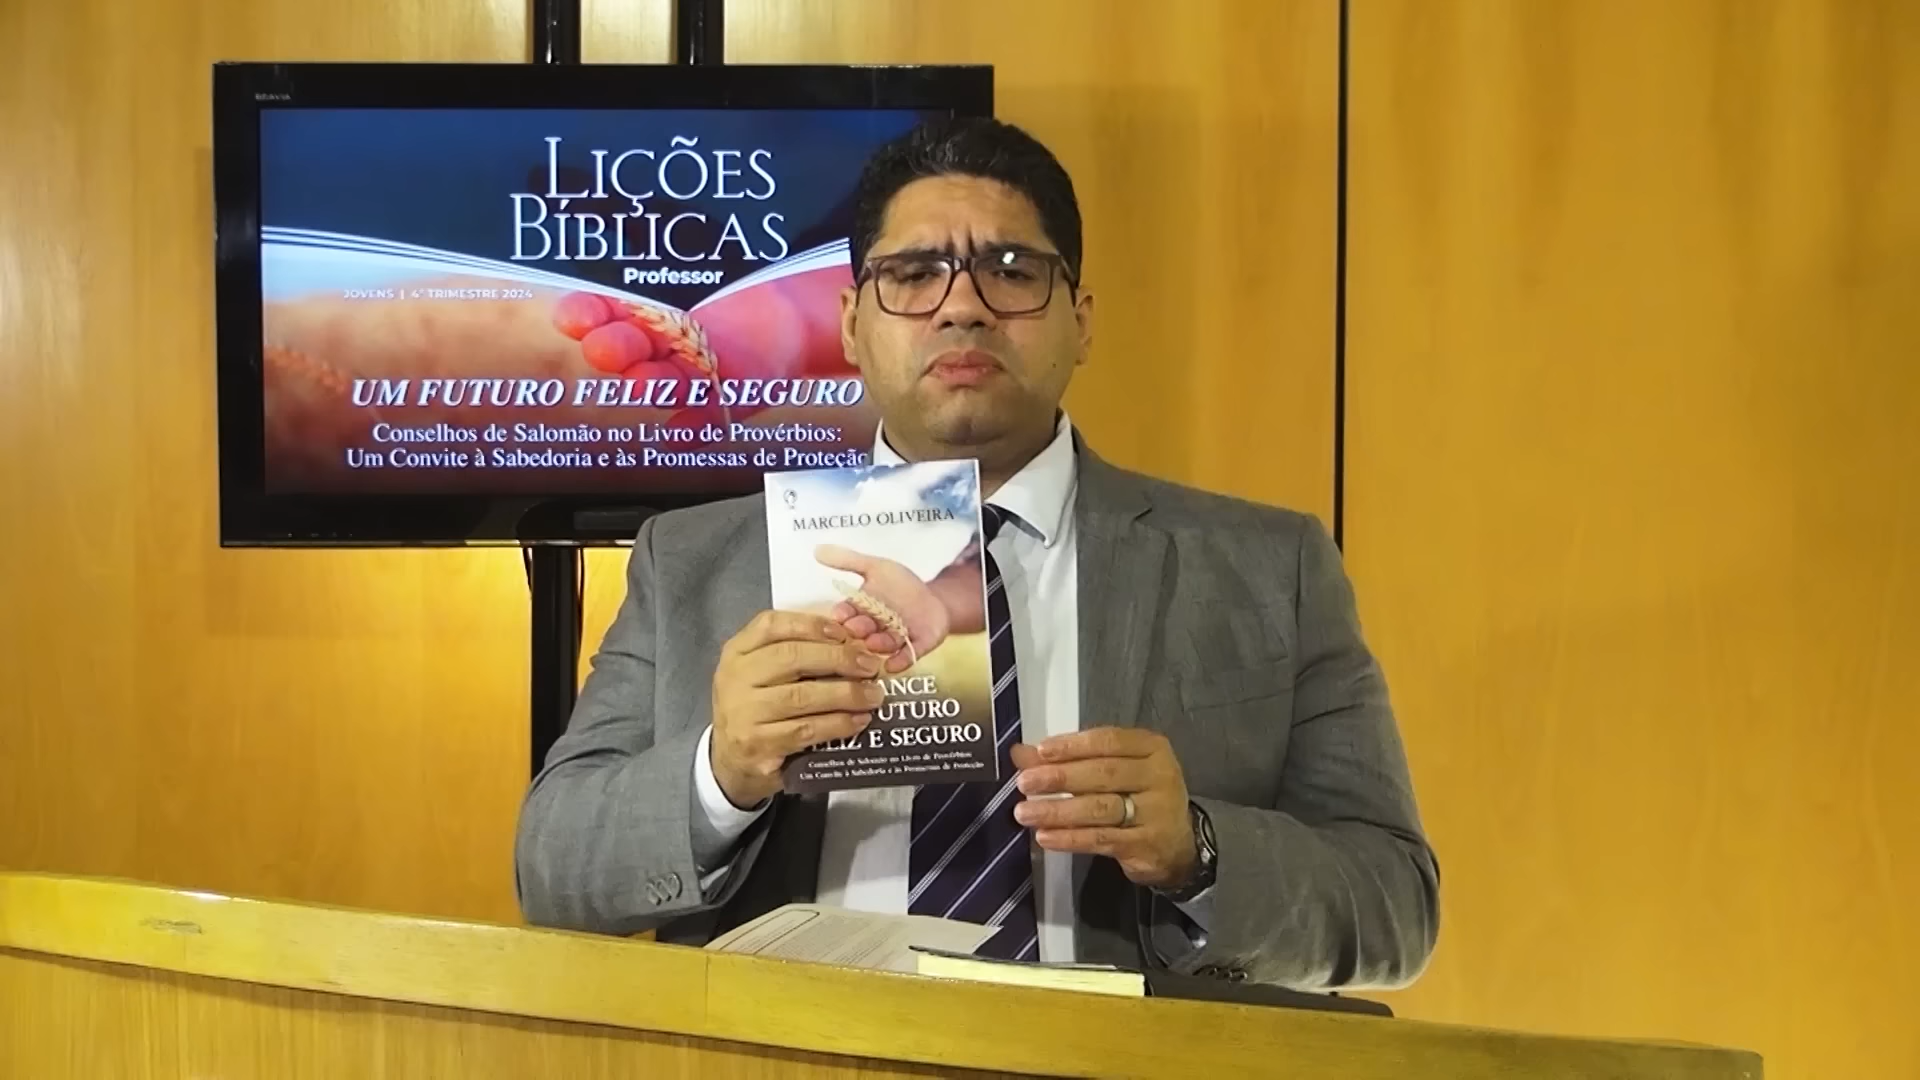 BRAVIA
LIÇÕES
BÍBLICAS
Professor
JOVENS | 4º TRIMESTRE 2024
UM FUTURO FELIZ E SEGURO
Conselhos de Salomão no Livro de Provérbios:
Um Convite à Sabedoria e às Promessas de Proteção
MARCELO OLIVEIRA
ANCE
UTURO
ELIZ E SEGURO
Conselhos de Salomão no Livro de Provérbios:
Um Convite à Sabedoria e às Promessas de Proteção